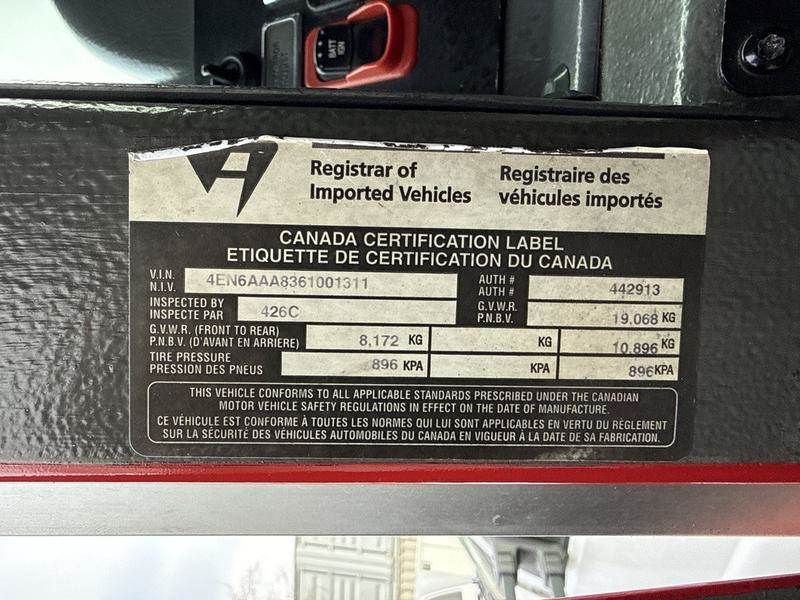 BATT
IGN
Registrar of
Imported Vehicles
Registraire des
véhicules importés
CANADA CERTIFICATION LABEL
ETIQUETTE DE CERTIFICATION DU CANADA
V.I.N. 4EN6AAA8361001311 AUTH # 442913
N.I.V. AUTH #
INSPECTED BY 426C G.V.W.R. 19,068 KG
INSPECTE PAR P.N.B.V.
G.V.W.R. (FRONT TO REAR) 8,172 KG KG 10,896 KG
P.N.B.V. (D'AVANT EN ARRIÈRE)
TIRE PRESSURE 896 KPA KPA 896 KPA
PRESSION DES PNEUS
THIS VEHICLE CONFORMS TO ALL APPLICABLE STANDARDS PRESCRIBED UNDER THE CANADIAN
MOTOR VEHICLE SAFETY REGULATIONS IN EFFECT ON THE DATE OF MANUFACTURE.
CE VÉHICULE EST CONFORME À TOUTES LES NORMES QUI LUI SONT APPLICABLES EN VERTU DU RÈGLEMENT
SUR LA SÉCURITÉ DES VÉHICULES AUTOMOBILES DU CANADA EN VIGUEUR À LA DATE DE SA FABRICATION.